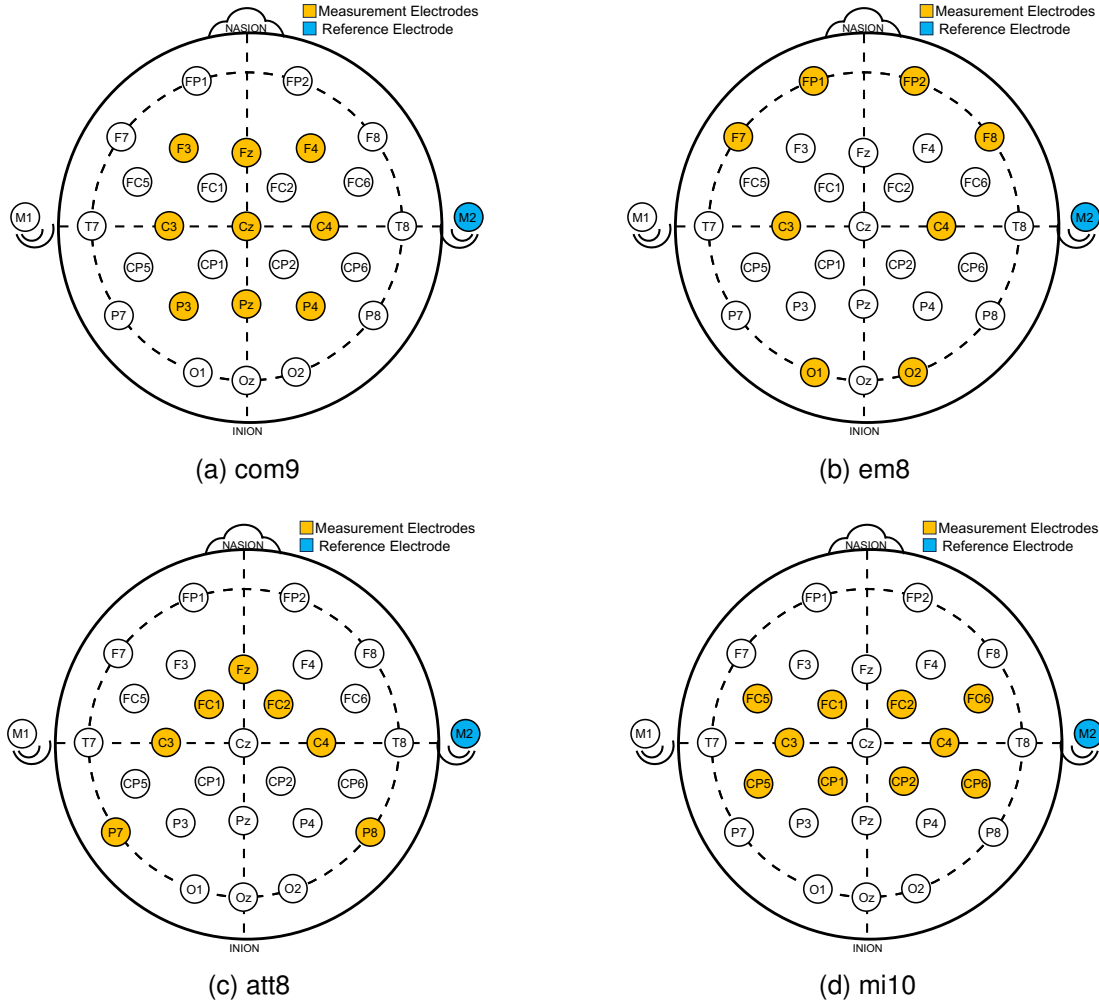 Measurement Electrodes
Reference Electrode
NASION
FP1 FP2
F7 F8
F3 Fz F4
FC5 FC1 FC2 FC6
M1 M2
T7 C3 Cz C4 T8
CP5 CP1 CP2 CP6
P3 Pz P4
P7 P8
O1 Oz O2
INION
(a) com9
Measurement Electrodes
Reference Electrode
NASION
FP1 FP2
F7 F8
F3 Fz F4
FC5 FC1 FC2 FC6
M1 M2
T7 C3 Cz C4 T8
CP5 CP1 CP2 CP6
P3 Pz P4
P7 P8
O1 Oz O2
INION
(b) em8
Measurement Electrodes
Reference Electrode
NASION
FP1 FP2
F7 F8
F3 Fz F4
FC5 FC1 FC2 FC6
M1 M2
T7 C3 Cz C4 T8
CP5 CP1 CP2 CP6
P3 Pz P4
P7 P8
O1 Oz O2
INION
(c) att8
Measurement Electrodes
Reference Electrode
NASION
FP1 FP2
F7 F8
F3 Fz F4
FC5 FC1 FC2 FC6
M1 M2
T7 C3 Cz C4 T8
CP5 CP1 CP2 CP6
P3 Pz P4
P7 P8
O1 Oz O2
INION
(d) mi10